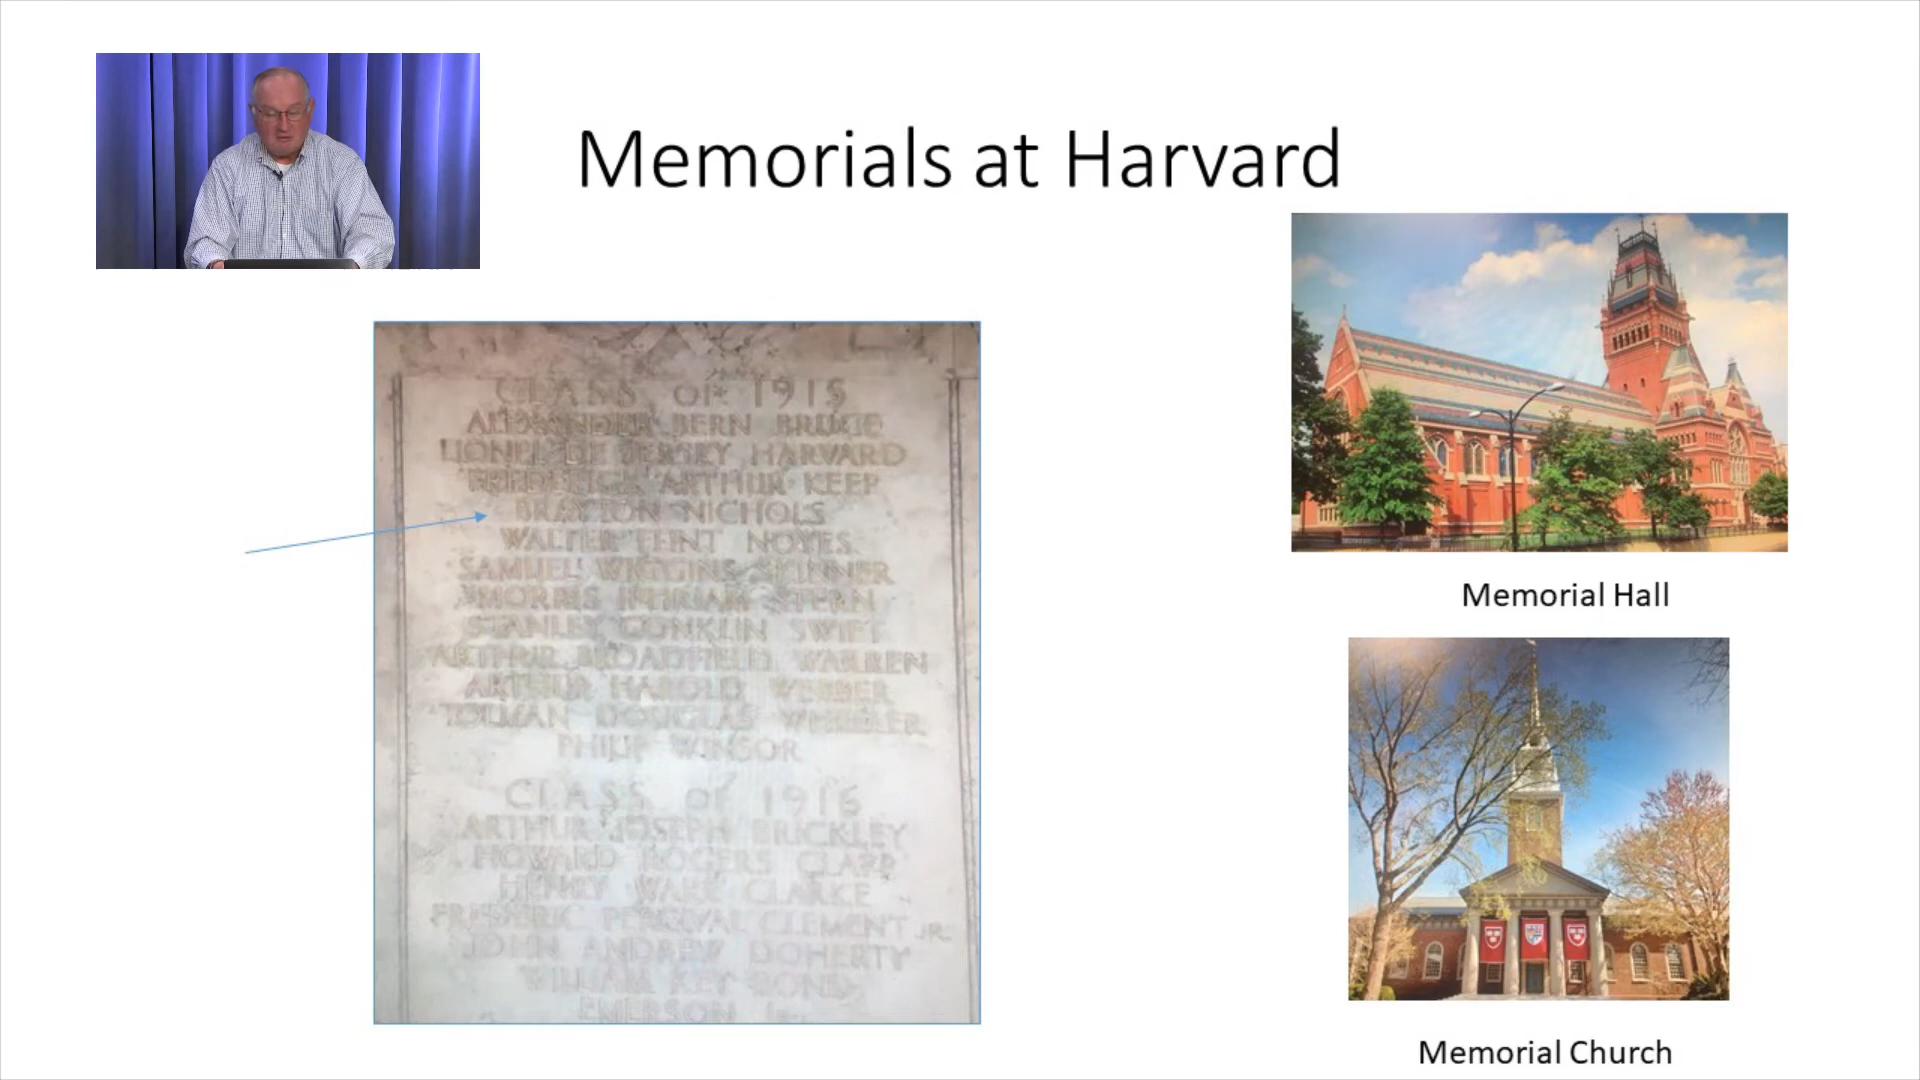 Memorials at Harvard
CLASS OF 1915
ALEXANDER BERN BRUCE
LIONEL DE JERSEY HARVARD
FREDERICK ARTHUR KEEP
BRAYTON NICHOLS
WALTER FLINT NOYES
SAMUEL WIGGINS SKINNER
MORRIS STERN
STANLEY CONKLIN SWIFT
ARTHUR BROADFIELD WARREN
ARTHUR HAROLD WEBBER
TOLMAN DOUGLAS WHEELER
PHILIP WINSOR
CLASS OF 1916
ARTHUR JOSEPH BRICKLEY
HOWARD ROGERS CLAPP
HENRY WARE CLARKE
FREDERIC PERCIVAL CLEMENT JR.
JOHN ANDREW DOHERTY
WILLIAM KEY BOND
EMERSON
Memorial Hall
Memorial Church